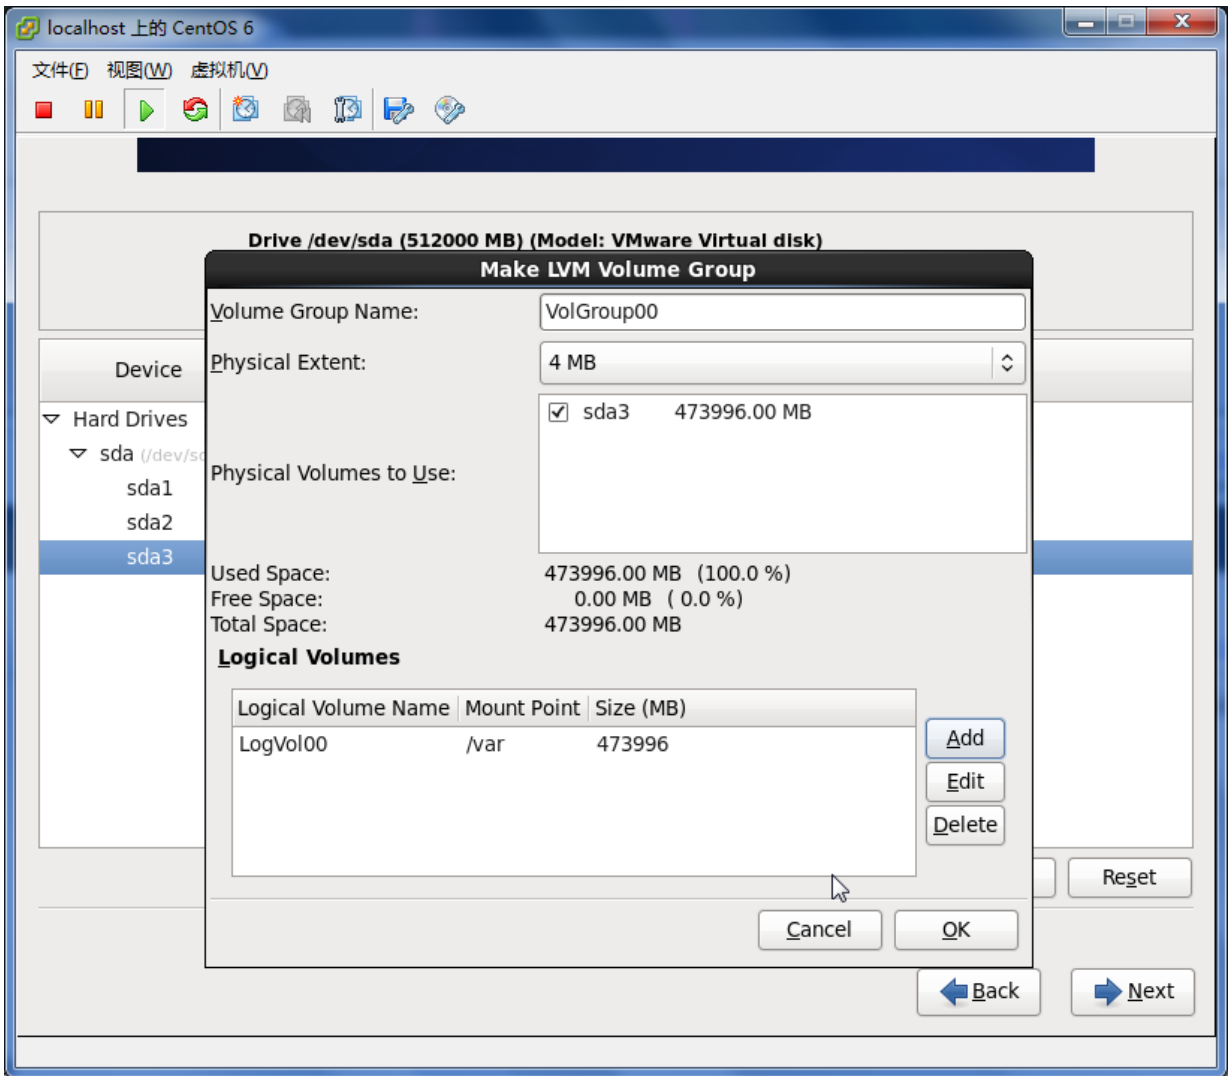 localhost 上的 CentOS 6
文件(F) 视图(W) 虚拟机(V)
Drive /dev/sda (512000 MB) (Model: VMware Virtual disk)
Make LVM Volume Group
Volume Group Name: VolGroup00
Device
Physical Extent: 4 MB
Hard Drives
sda3 473996.00 MB
sda (/dev/s
Physical Volumes to Use:
sda1
sda2
sda3
Used Space: 473996.00 MB (100.0 %)
Free Space: 0.00 MB ( 0.0 %)
Total Space: 473996.00 MB
Logical Volumes
Logical Volume Name Mount Point Size (MB)
LogVol00 /var 473996
Add
Edit
Delete
Reset
Cancel OK
Back Next